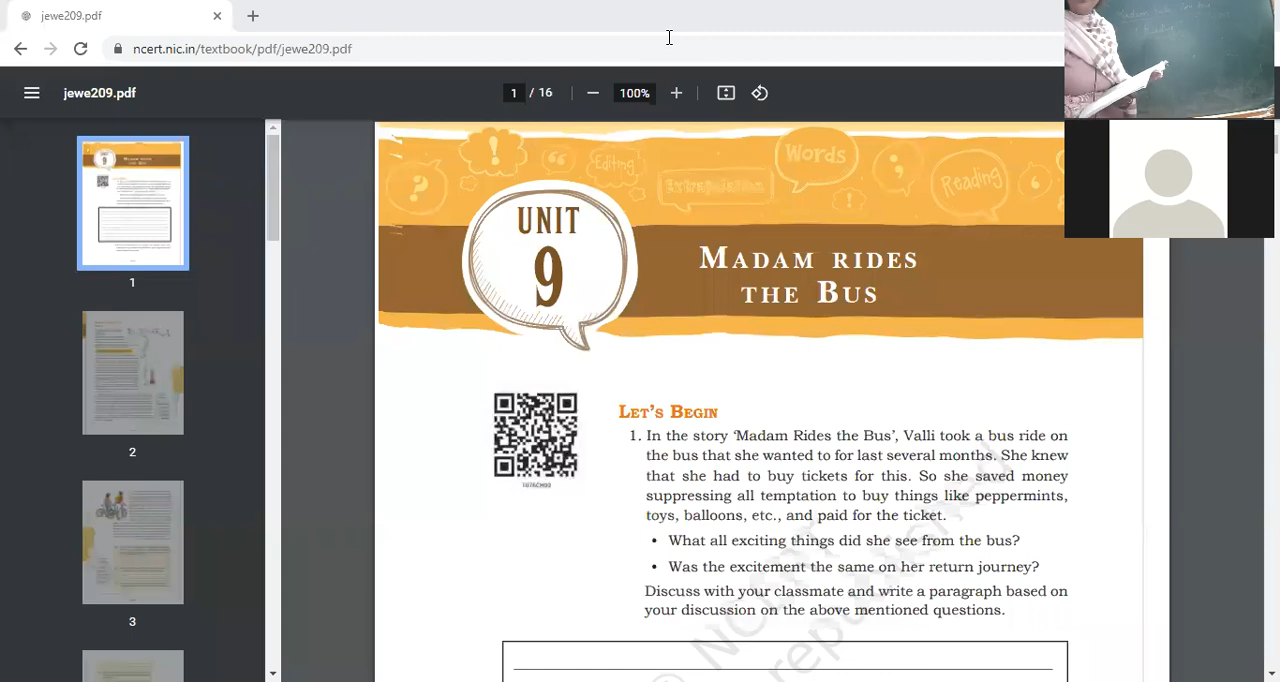 jewe209.pdf
ncert.nic.in/textbook/pdf/jewe209.pdf
jewe209.pdf
1 / 16
100%
Editing
Words
Extrapolation
Reading
UNIT
9
MADAM RIDES
THE BUS
LET'S BEGIN
1. In the story 'Madam Rides the Bus', Valli took a bus ride on
the bus that she wanted to for last several months. She knew
that she had to buy tickets for this. So she saved money
suppressing all temptation to buy things like peppermints,
toys, balloons, etc., and paid for the ticket.
• What all exciting things did she see from the bus?
• Was the excitement the same on her return journey?
Discuss with your classmate and write a paragraph based on
your discussion on the above mentioned questions.
1
2
3